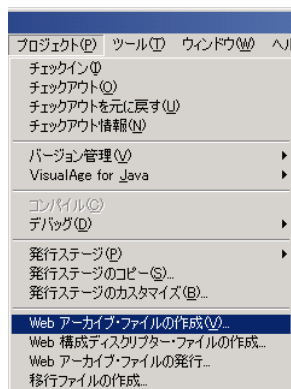 プロジェクト(P) ツール(T) ウィンドウ(W) ヘル
チェックイン(I)
チェックアウト(O)
チェックアウトを元に戻す(U)
チェックアウト情報(N)
バージョン管理(V)
VisualAge for Java
コンパイル(C)
デバッグ(D)
発行ステージ(P)
発行ステージのコピー(S)...
発行ステージのカスタマイズ(B)...
Web アーカイブ・ファイルの作成(V)...
Web 構成ディスクリプター・ファイルの作成...
Web アーカイブ・ファイルの発行...
移行ファイルの作成...